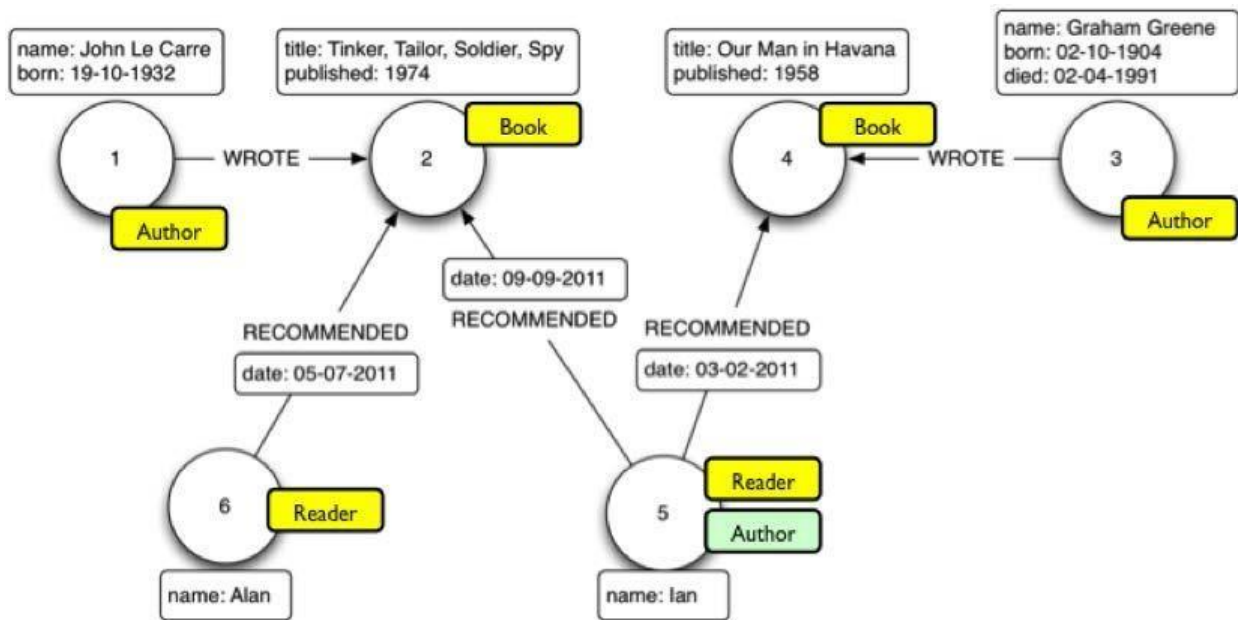 name: John Le Carre
born: 19-10-1932
title: Tinker, Tailor, Soldier, Spy
published: 1974
title: Our Man in Havana
published: 1958
name: Graham Greene
born: 02-10-1904
died: 02-04-1991
1
Author
WROTE
2
Book
4
Book
WROTE
3
Author
RECOMMENDED
date: 05-07-2011
date: 09-09-2011
RECOMMENDED
RECOMMENDED
date: 03-02-2011
6
Reader
name: Alan
5
Reader
Author
name: Ian